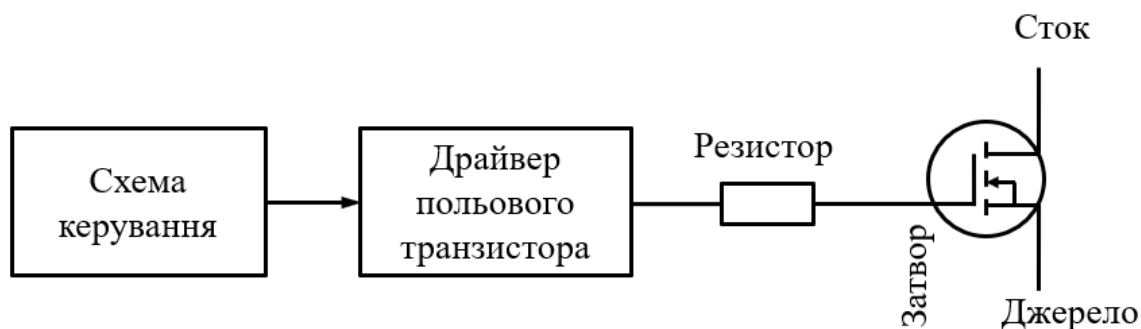 Сток
Схема
керування
Драйвер
польового
транзистора
Резистор
Затвор
Джерело